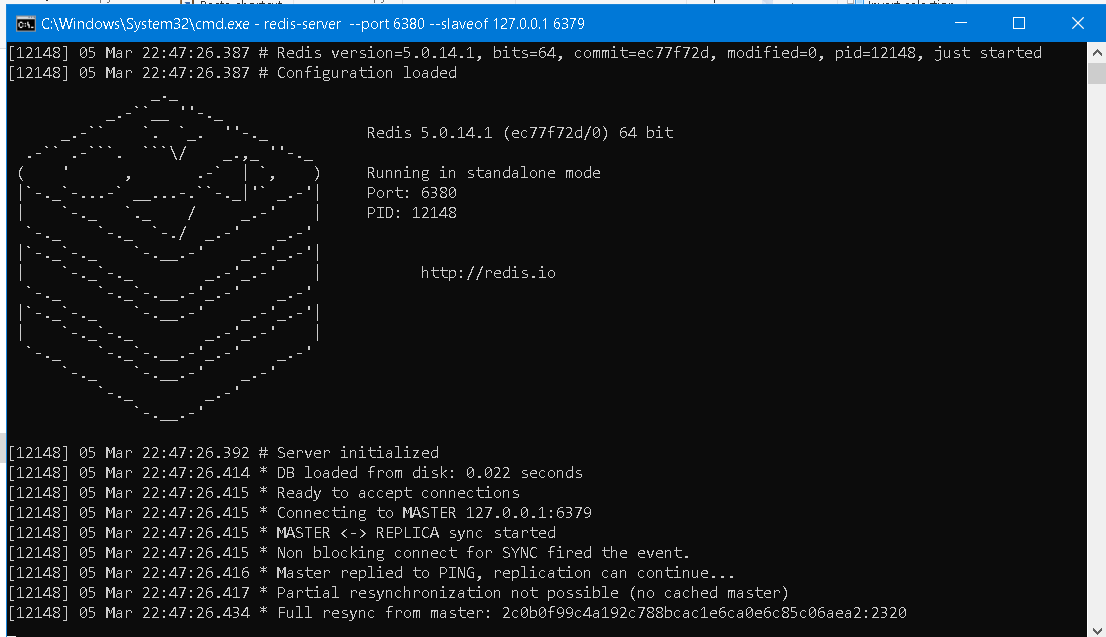 C:\Windows\System32\cmd.exe - redis-server --port 6380 --slaveof 127.0.0.1 6379
[12148] 05 Mar 22:47:26.387 # Redis version=5.0.14.1, bits=64, commit=ec77f72d, modified=0, pid=12148, just started
[12148] 05 Mar 22:47:26.387 # Configuration loaded
Redis 5.0.14.1 (ec77f72d/0) 64 bit
Running in standalone mode
Port: 6380
PID: 12148
http://redis.io
[12148] 05 Mar 22:47:26.392 # Server initialized
[12148] 05 Mar 22:47:26.414 * DB loaded from disk: 0.022 seconds
[12148] 05 Mar 22:47:26.415 * Ready to accept connections
[12148] 05 Mar 22:47:26.415 * Connecting to MASTER 127.0.0.1:6379
[12148] 05 Mar 22:47:26.415 * MASTER <-> REPLICA sync started
[12148] 05 Mar 22:47:26.415 * Non blocking connect for SYNC fired the event.
[12148] 05 Mar 22:47:26.416 * Master replied to PING, replication can continue...
[12148] 05 Mar 22:47:26.417 * Partial resynchronization not possible (no cached master)
[12148] 05 Mar 22:47:26.434 * Full resync from master: 2c0b0f99c4a192c788bcac1e6ca0e6c85c06aea2:2320